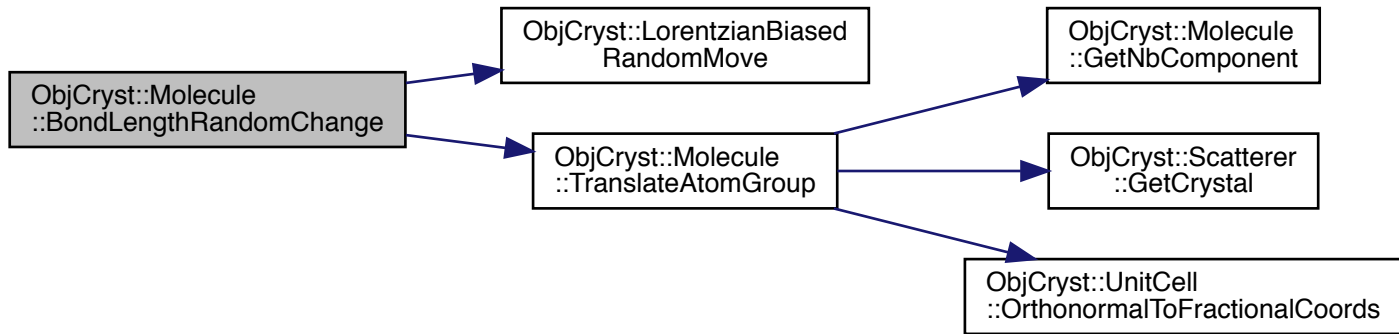 ObjCryst::Molecule
::BondLengthRandomChange
ObjCryst::LorentzianBiased
RandomMove
ObjCryst::Molecule
::TranslateAtomGroup
ObjCryst::Molecule
::GetNbComponent
ObjCryst::Scatterer
::GetCrystal
ObjCryst::UnitCell
::OrthonormalToFractionalCoords